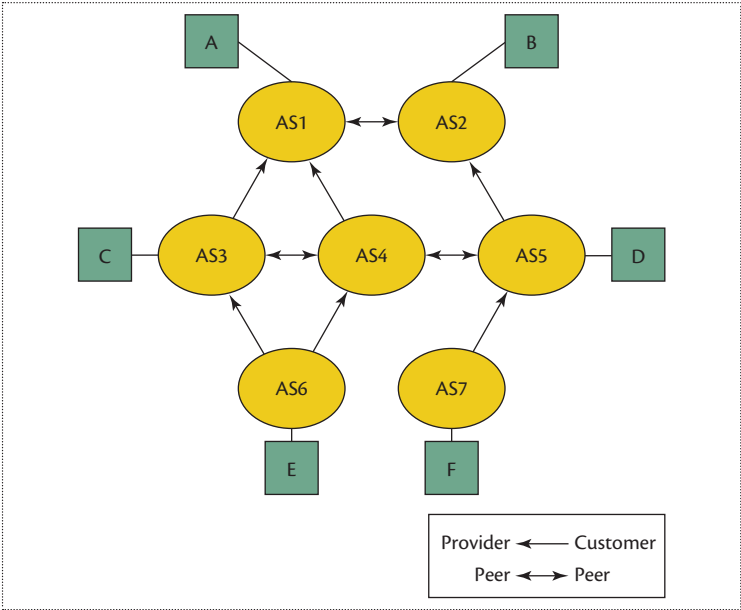 A
B
AS1
AS2
C
AS3
AS4
AS5
D
AS6
AS7
E
F
Provider Customer
Peer Peer